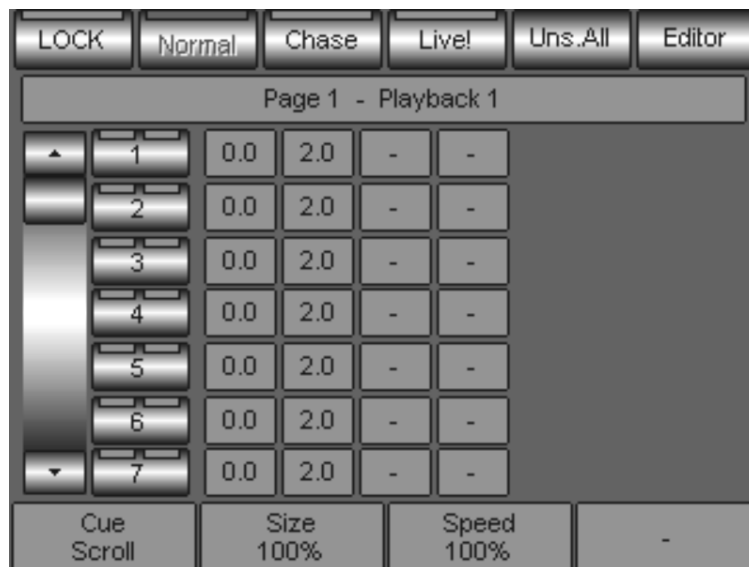 LOCK Normal Chase Live! Uns.All Editor
Page 1 - Playback 1
1 0.0 2.0 - -
2 0.0 2.0 - -
3 0.0 2.0 - -
4 0.0 2.0 - -
5 0.0 2.0 - -
6 0.0 2.0 - -
7 0.0 2.0 - -
Cue Size Speed -
Scroll 100% 100%